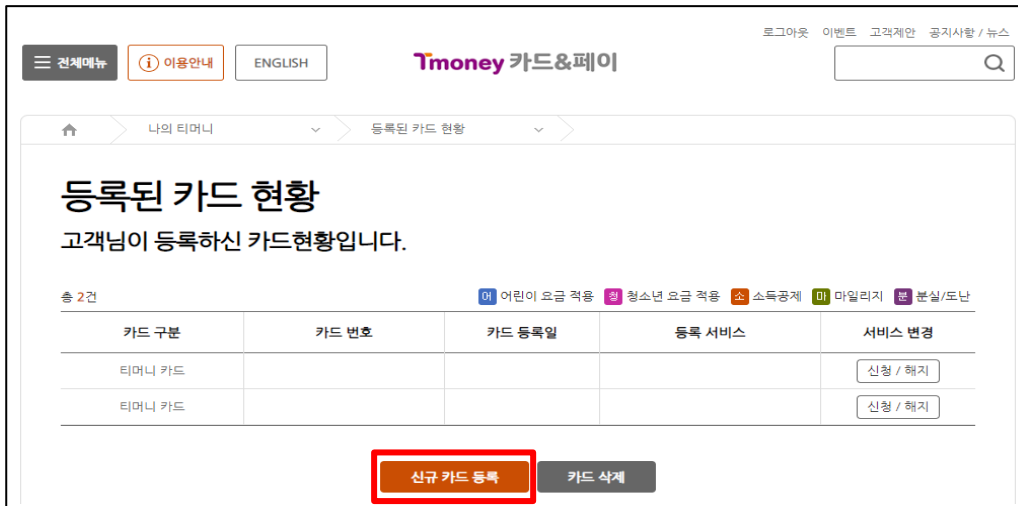 로그아웃 이벤트 고객제안 공지사항 / 뉴스
전체메뉴 이용안내 ENGLISH Tmoney 카드&페이
나의 티머니 등록된 카드 현황
등록된 카드 현황
고객님이 등록하신 카드현황입니다.
총 2건 어 어린이 요금 적용 청 청소년 요금 적용 소 소득공제 마 마일리지 분 분실/도난
카드 구분 카드 번호 카드 등록일 등록 서비스 서비스 변경
티머니 카드 신청 / 해지
티머니 카드 신청 / 해지
신규 카드 등록 카드 삭제